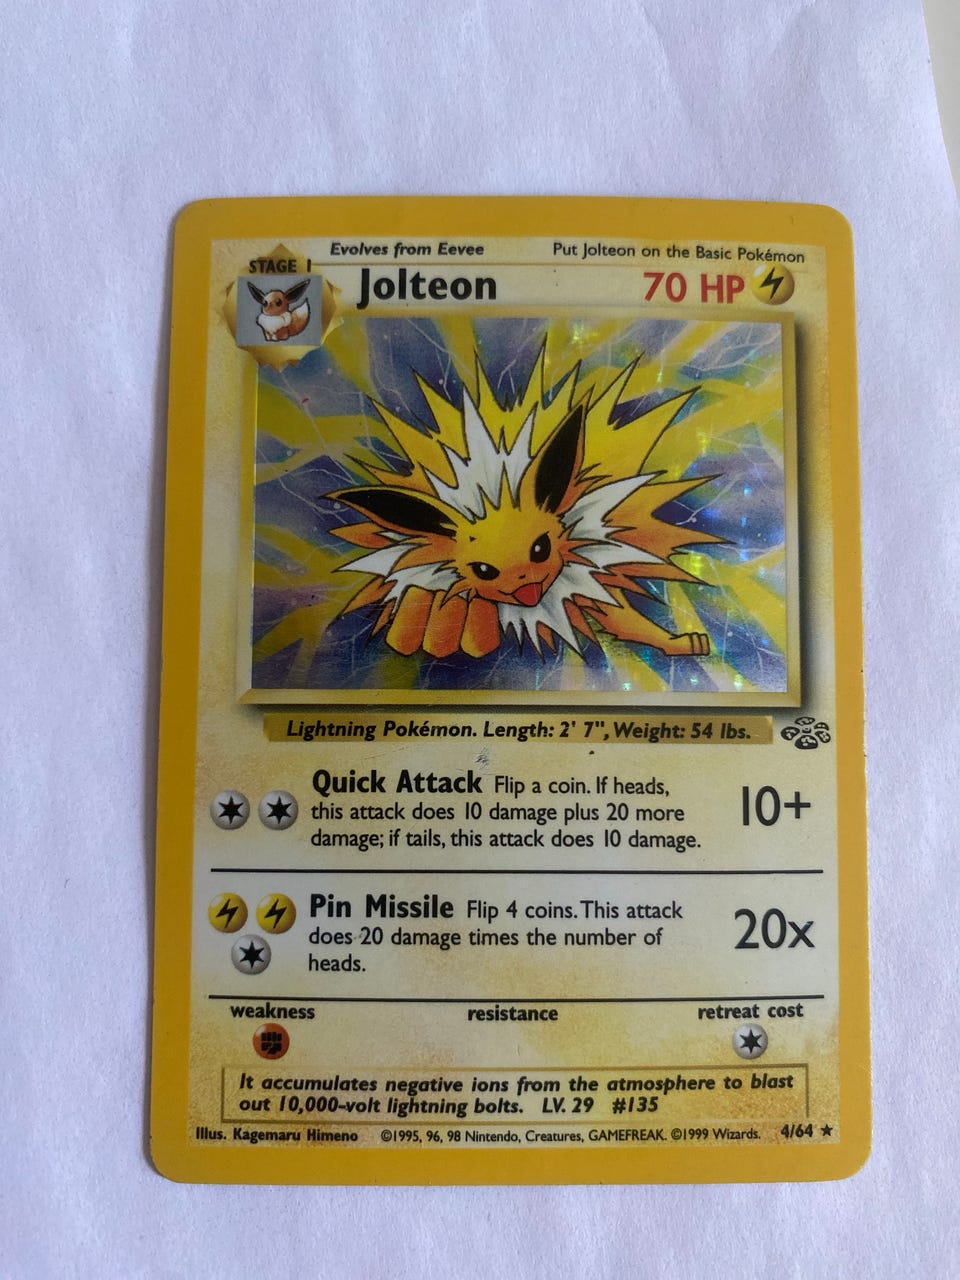 Evolves from Eevee Put Jolteon on the Basic Pokémon
STAGE 1
Jolteon 70 HP
Lightning Pokémon. Length: 2' 7", Weight: 54 lbs.
Quick Attack Flip a coin. If heads,
this attack does 10 damage plus 20 more
damage; if tails, this attack does 10 damage.
10+
Pin Missile Flip 4 coins. This attack
does 20 damage times the number of
heads.
20x
weakness resistance retreat cost
It accumulates negative ions from the atmosphere to blast
out 10,000-volt lightning bolts. LV. 29 #135
Illus. Kagemaru Himeno ©1995, 96, 98 Nintendo, Creatures, GAMEFREAK. ©1999 Wizards. 4/64 ★